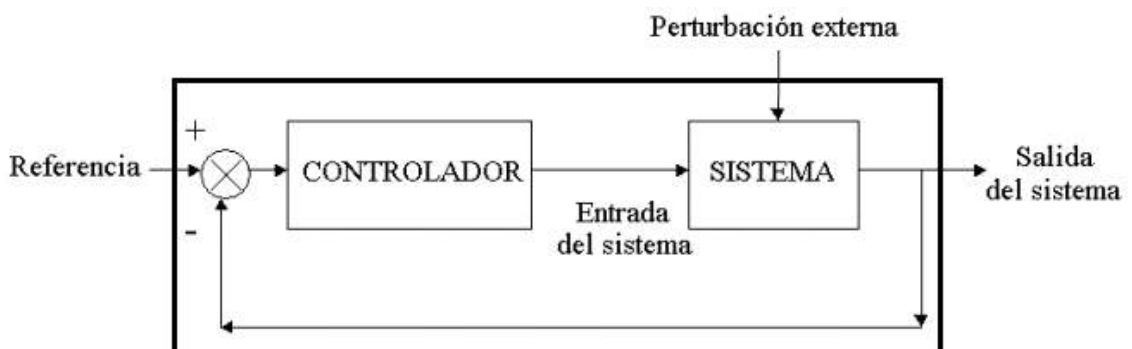 Perturbación externa
+
Referencia
CONTROLADOR
SISTEMA
Salida
del sistema
Entrada
del sistema
-